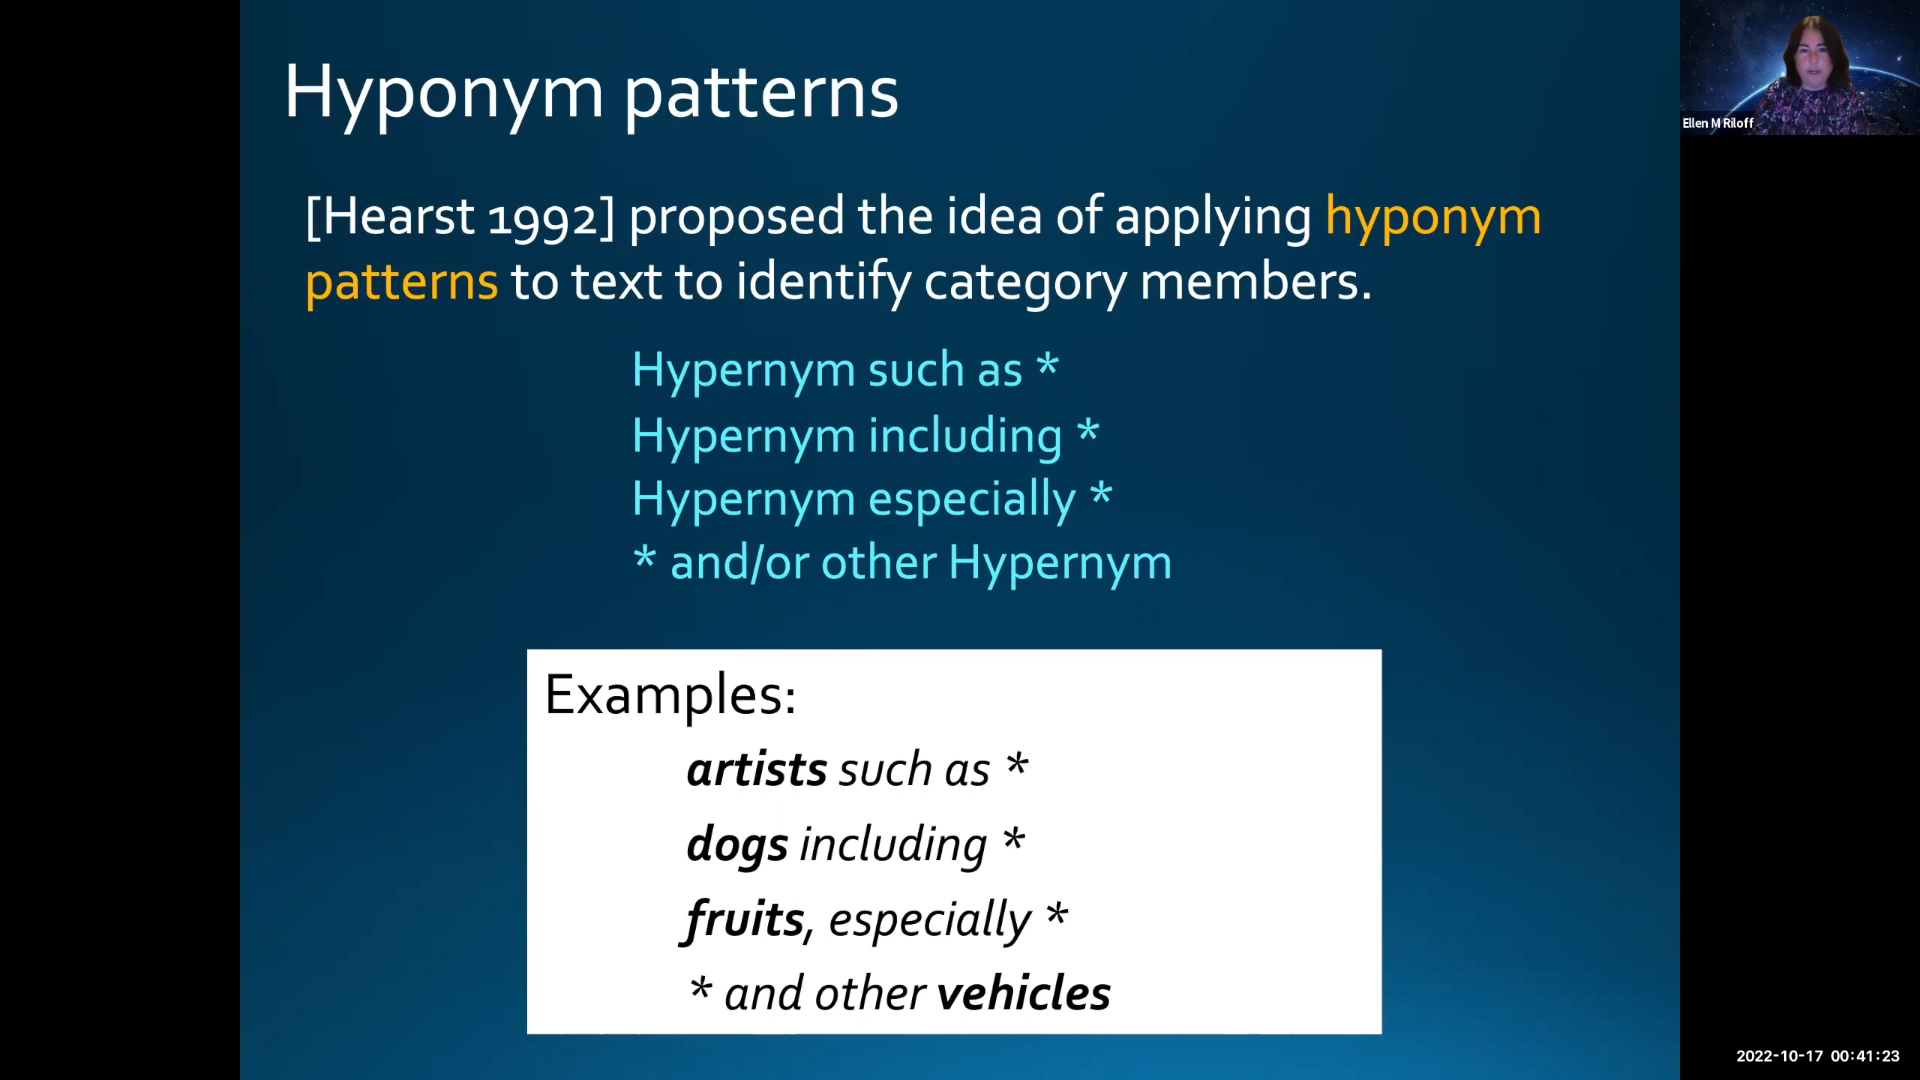 Hyponym patterns
Ellen M Riloff
[Hearst 1992] proposed the idea of applying hyponym
patterns to text to identify category members.
Hypernym such as *
Hypernym including *
Hypernym especially *
* and/or other Hypernym
Examples:
artists such as *
dogs including *
fruits, especially *
* and other vehicles
2022-10-17 00:41:23